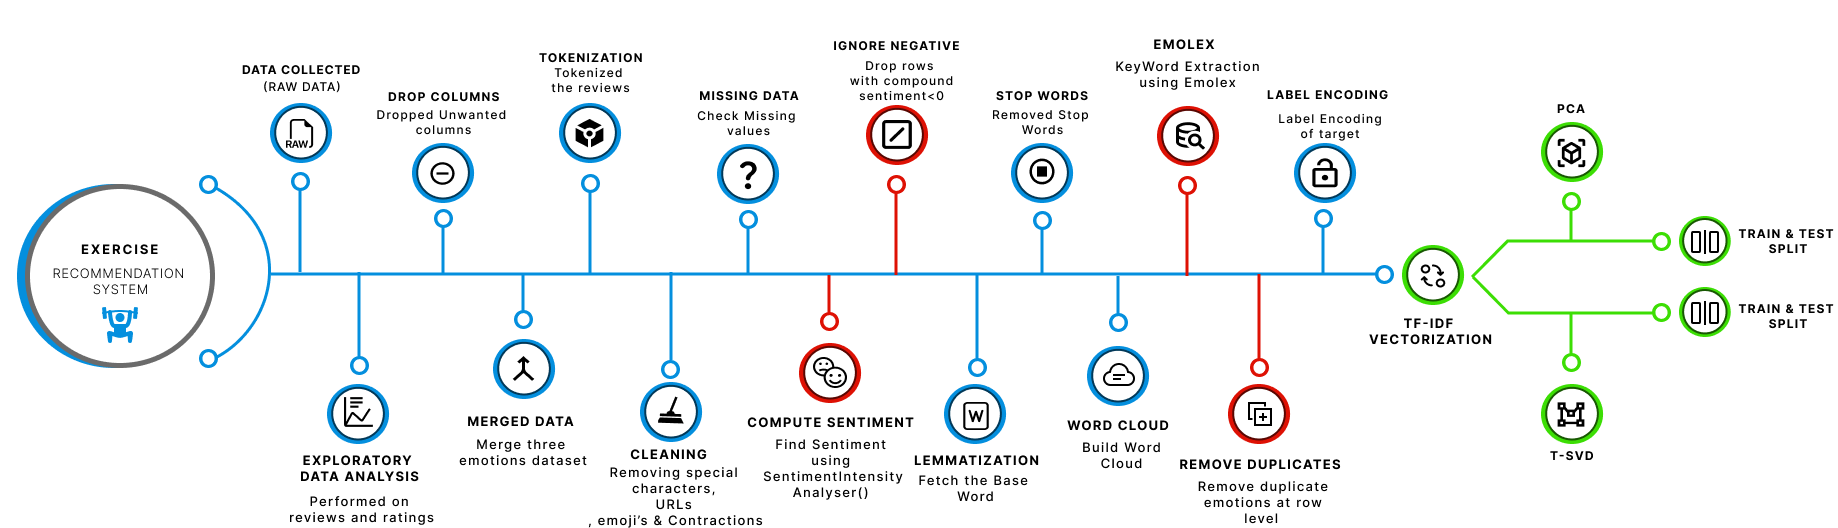 EXERCISE
RECOMMENDATION
SYSTEM
DATA COLLECTED
(RAW DATA)
RAW
EXPLORATORY
DATA ANALYSIS
Performed on
reviews and ratings
DROP COLUMNS
Dropped Unwanted
columns
MERGED DATA
Merge three
emotions dataset
TOKENIZATION
Tokenized
the reviews
CLEANING
Removing special
characters,
URLs
, emoji's & Contractions
MISSING DATA
Check Missing
values
?
COMPUTE SENTIMENT
Find Sentiment
using
SentimentIntensity
Analyser()
IGNORE NEGATIVE
Drop rows
with compound
sentiment<0
W
LEMMATIZATION
Fetch the Base
Word
STOP WORDS
Removed Stop
Words
WORD CLOUD
Build Word
Cloud
EMOLEX
KeyWord Extraction
using Emolex
REMOVE DUPLICATES
Remove duplicate
emotions at row
level
LABEL ENCODING
Label Encoding
of target
TF-IDF
VECTORIZATION
PCA
TRAIN & TEST
SPLIT
TRAIN & TEST
SPLIT
T-SVD